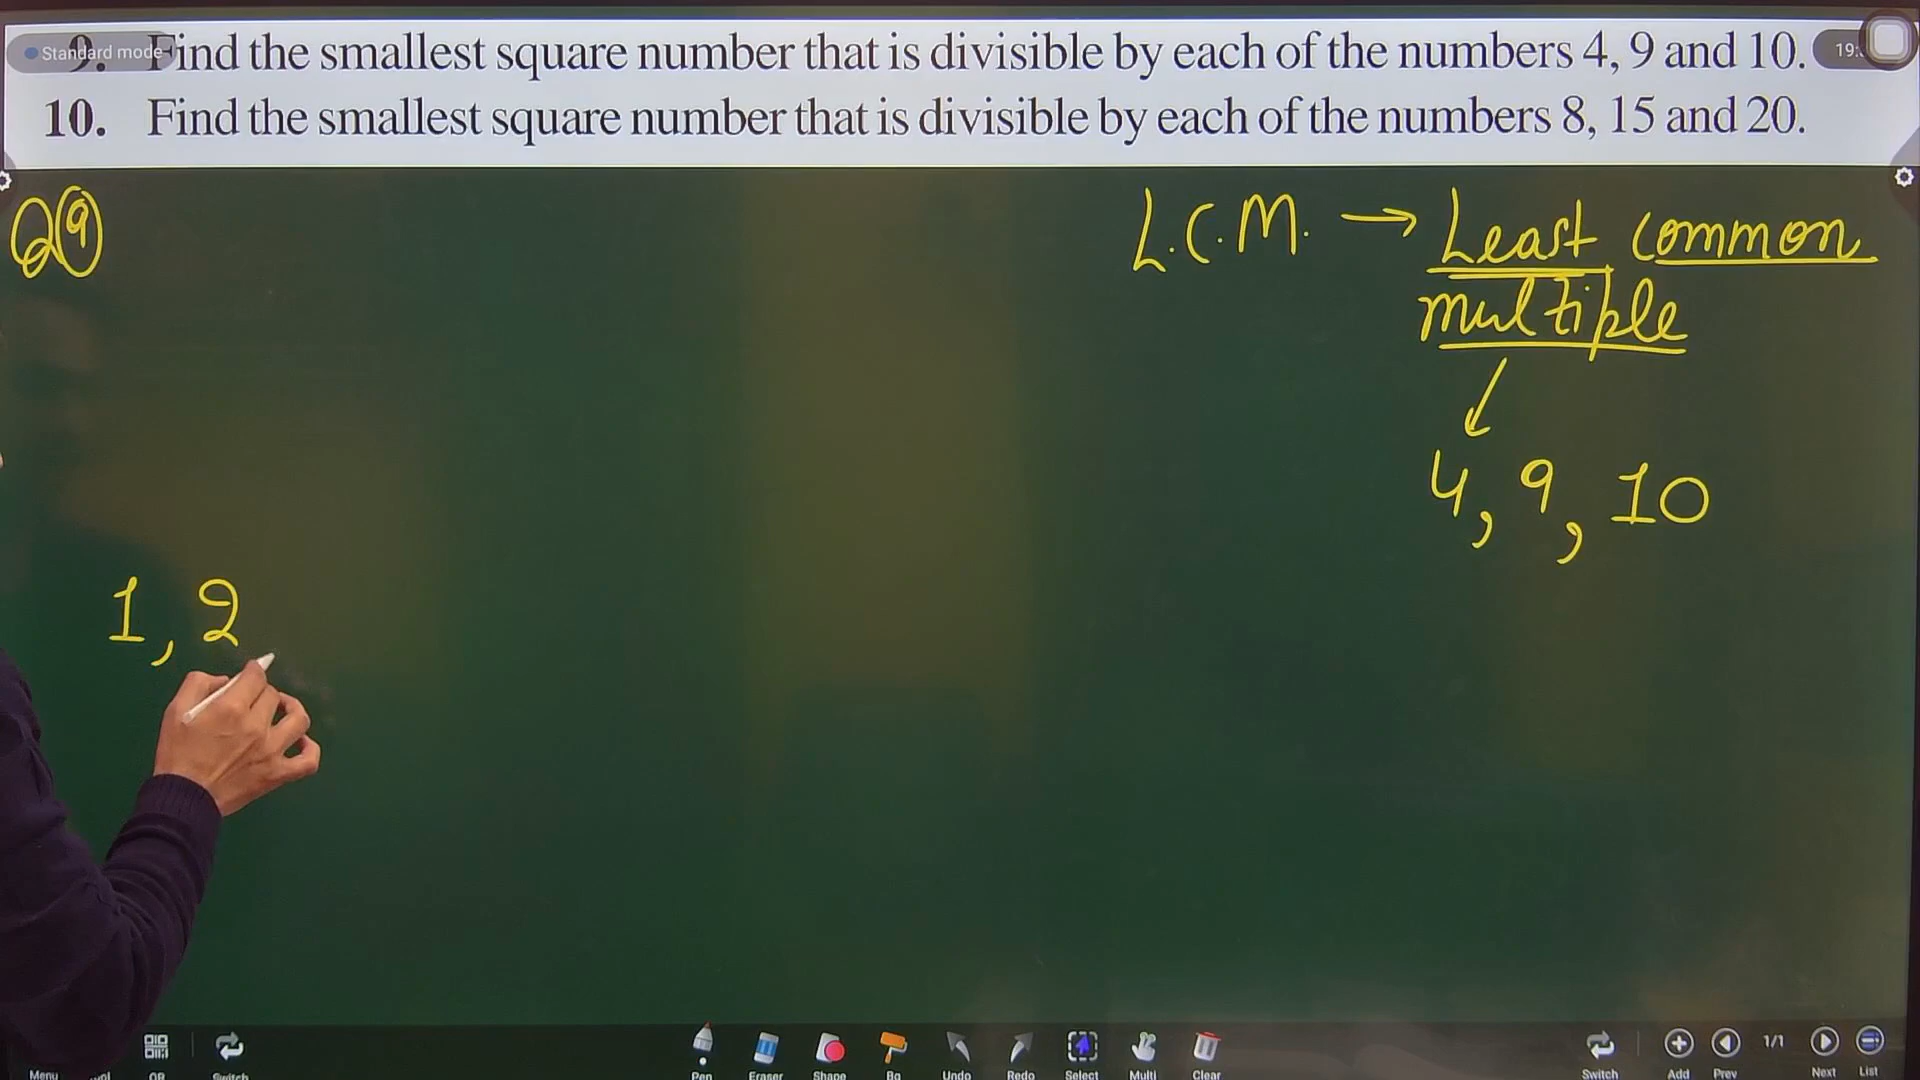 Standard mode
9. Find the smallest square number that is divisible by each of the numbers 4, 9 and 10.
10. Find the smallest square number that is divisible by each of the numbers 8, 15 and 20.
Q9
L.C.M. → Least common
multiple
4, 9, 10
1, 2
Menu
QR
Switch
Pen
Eraser
Shape
Bg
Undo
Redo
Select
Multi
Clear
Switch
Add
Prev
1/1
Next
List